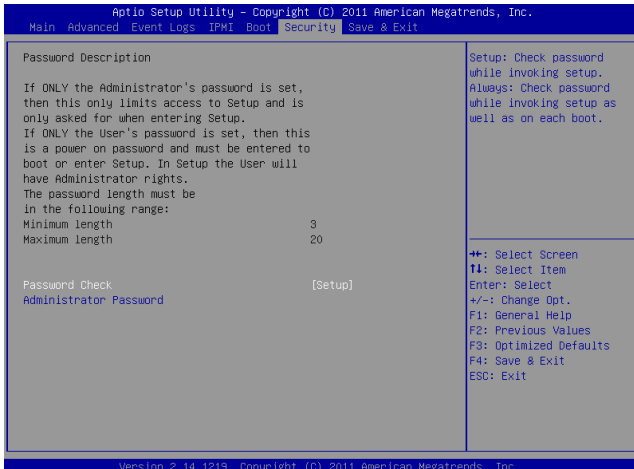 Aptio Setup Utility – Copyright (C) 2011 American Megatrends, Inc.
Main Advanced Event Logs IPMI Boot Security Save & Exit
Password Description
If ONLY the Administrator's password is set,
then this only limits access to Setup and is
only asked for when entering Setup.
If ONLY the User's password is set, then this
is a power on password and must be entered to
boot or enter Setup. In Setup the User will
have Administrator rights.
The password length must be
in the following range:
Minimum length 3
Maximum length 20
Password Check [Setup]
Administrator Password
Setup: Check password
while invoking setup.
Always: Check password
while invoking setup as
well as on each boot.
→←: Select Screen
↑↓: Select Item
Enter: Select
+/-: Change Opt.
F1: General Help
F2: Previous Values
F3: Optimized Defaults
F4: Save & Exit
ESC: Exit
Version 2.14.1219. Copyright (C) 2011 American Megatrends, Inc.